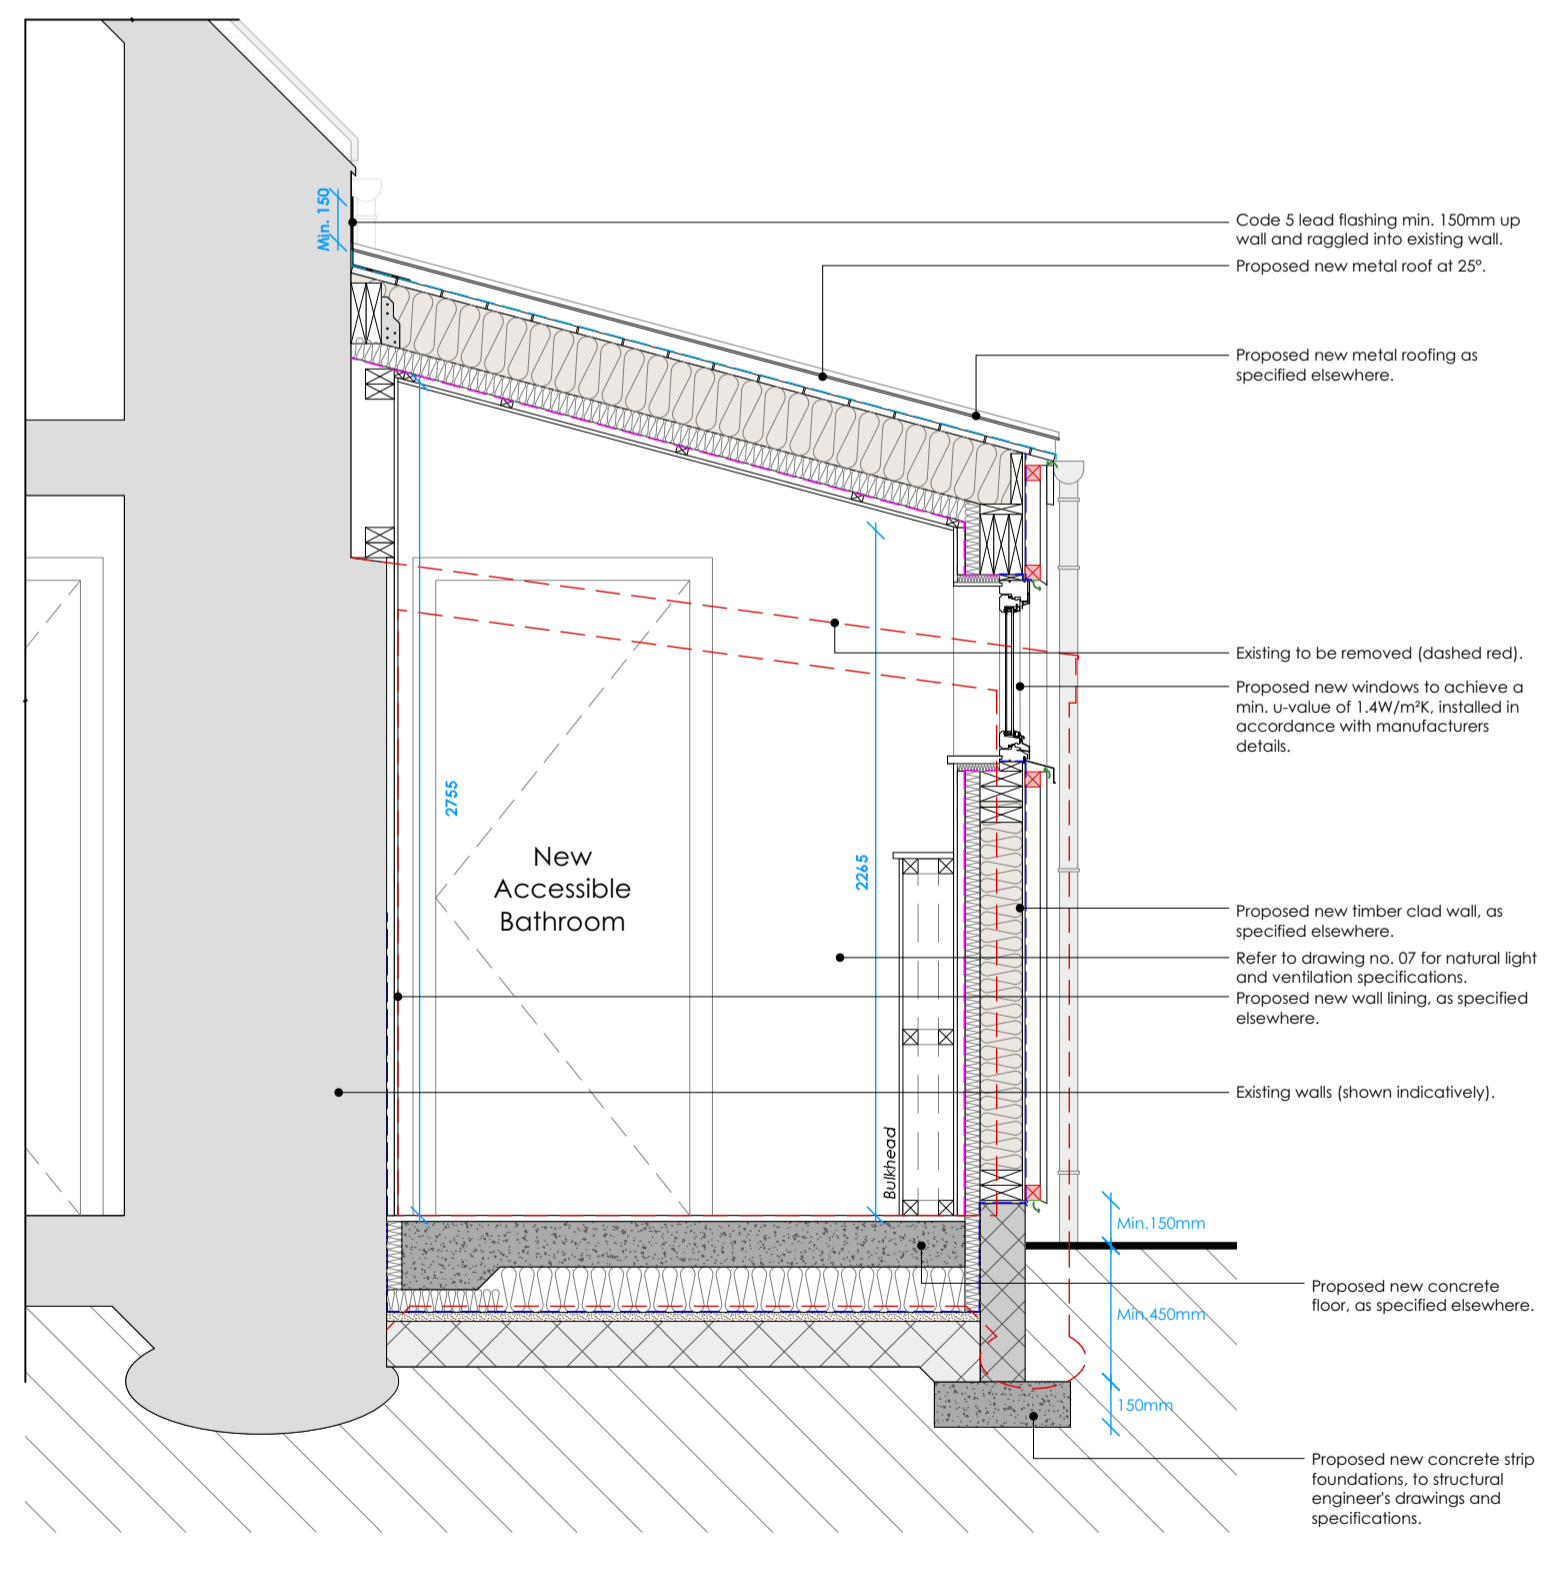 Min. 150
Code 5 lead flashing min. 150mm up
wall and raggled into existing wall.
Proposed new metal roof at 25°.
Proposed new metal roofing as
specified elsewhere.
Existing to be removed (dashed red).
Proposed new windows to achieve a
min. u-value of 1.4W/m²K, installed in
accordance with manufacturers
details.
2755
2265
New
Accessible
Bathroom
Proposed new timber clad wall, as
specified elsewhere.
Refer to drawing no. 07 for natural light
and ventilation specifications.
Proposed new wall lining, as specified
elsewhere.
Existing walls (shown indicatively).
Bulkhead
Min.150mm
Min.450mm
150mm
Proposed new concrete
floor, as specified elsewhere.
Proposed new concrete strip
foundations, to structural
engineer's drawings and
specifications.